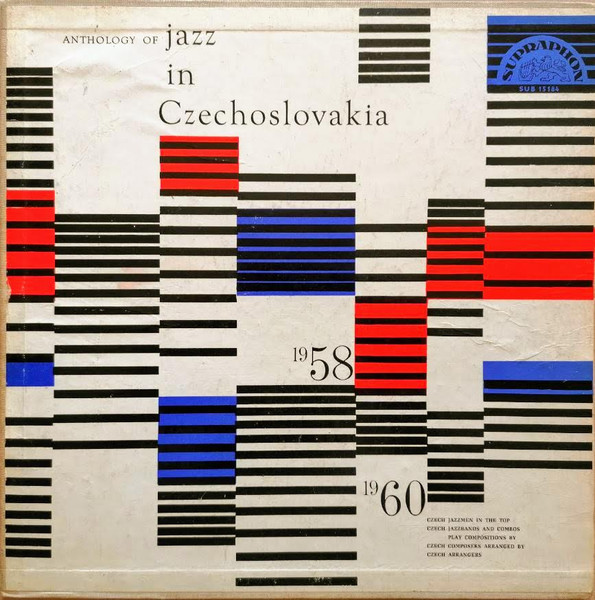 ANTHOLOGY OF jazz
in
Czechoslovakia
SUPRAPHON
SUB 15184
1958
1960
CZECH JAZZMEN IN THE TOP
CZECH JAZZBANDS AND COMBOS
PLAY COMPOSITIONS BY
CZECH COMPOSERS ARRANGED BY
CZECH ARRANGERS